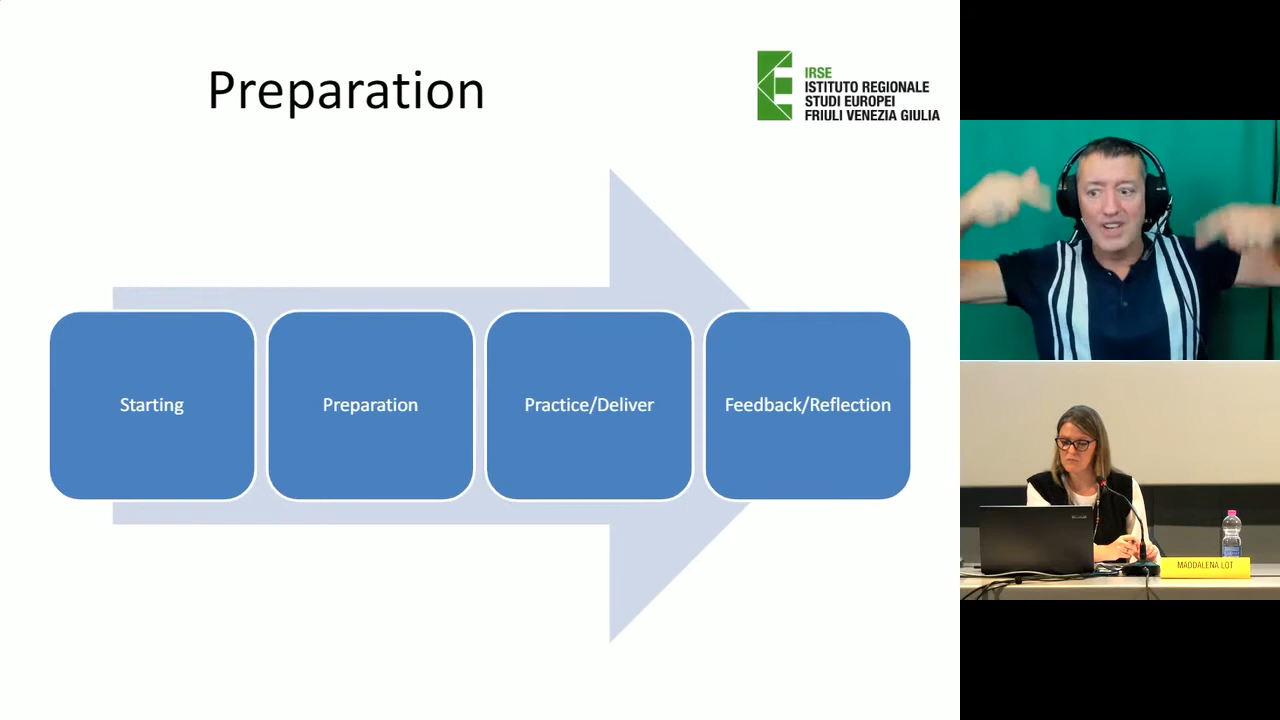 Preparation
IRSE
ISTITUTO REGIONALE
STUDI EUROPEI
FRIULI VENEZIA GIULIA
Starting
Preparation
Practice/Deliver
Feedback/Reflection
MADDALENA LOT